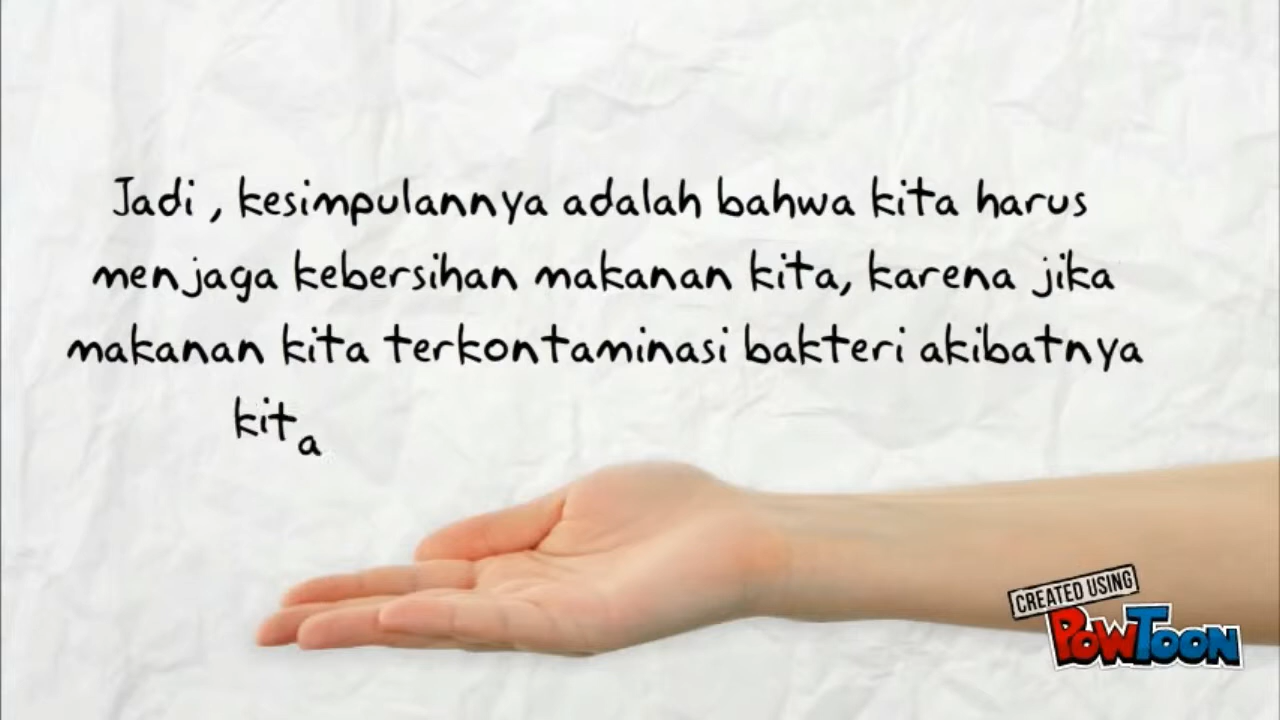 Jadi , kesimpulannya adalah bahwa kita harus
menjaga kebersihan makanan kita, karena jika
makanan kita terkontaminasi bakteri akibatnya
kita
CREATED USING
POWTOON